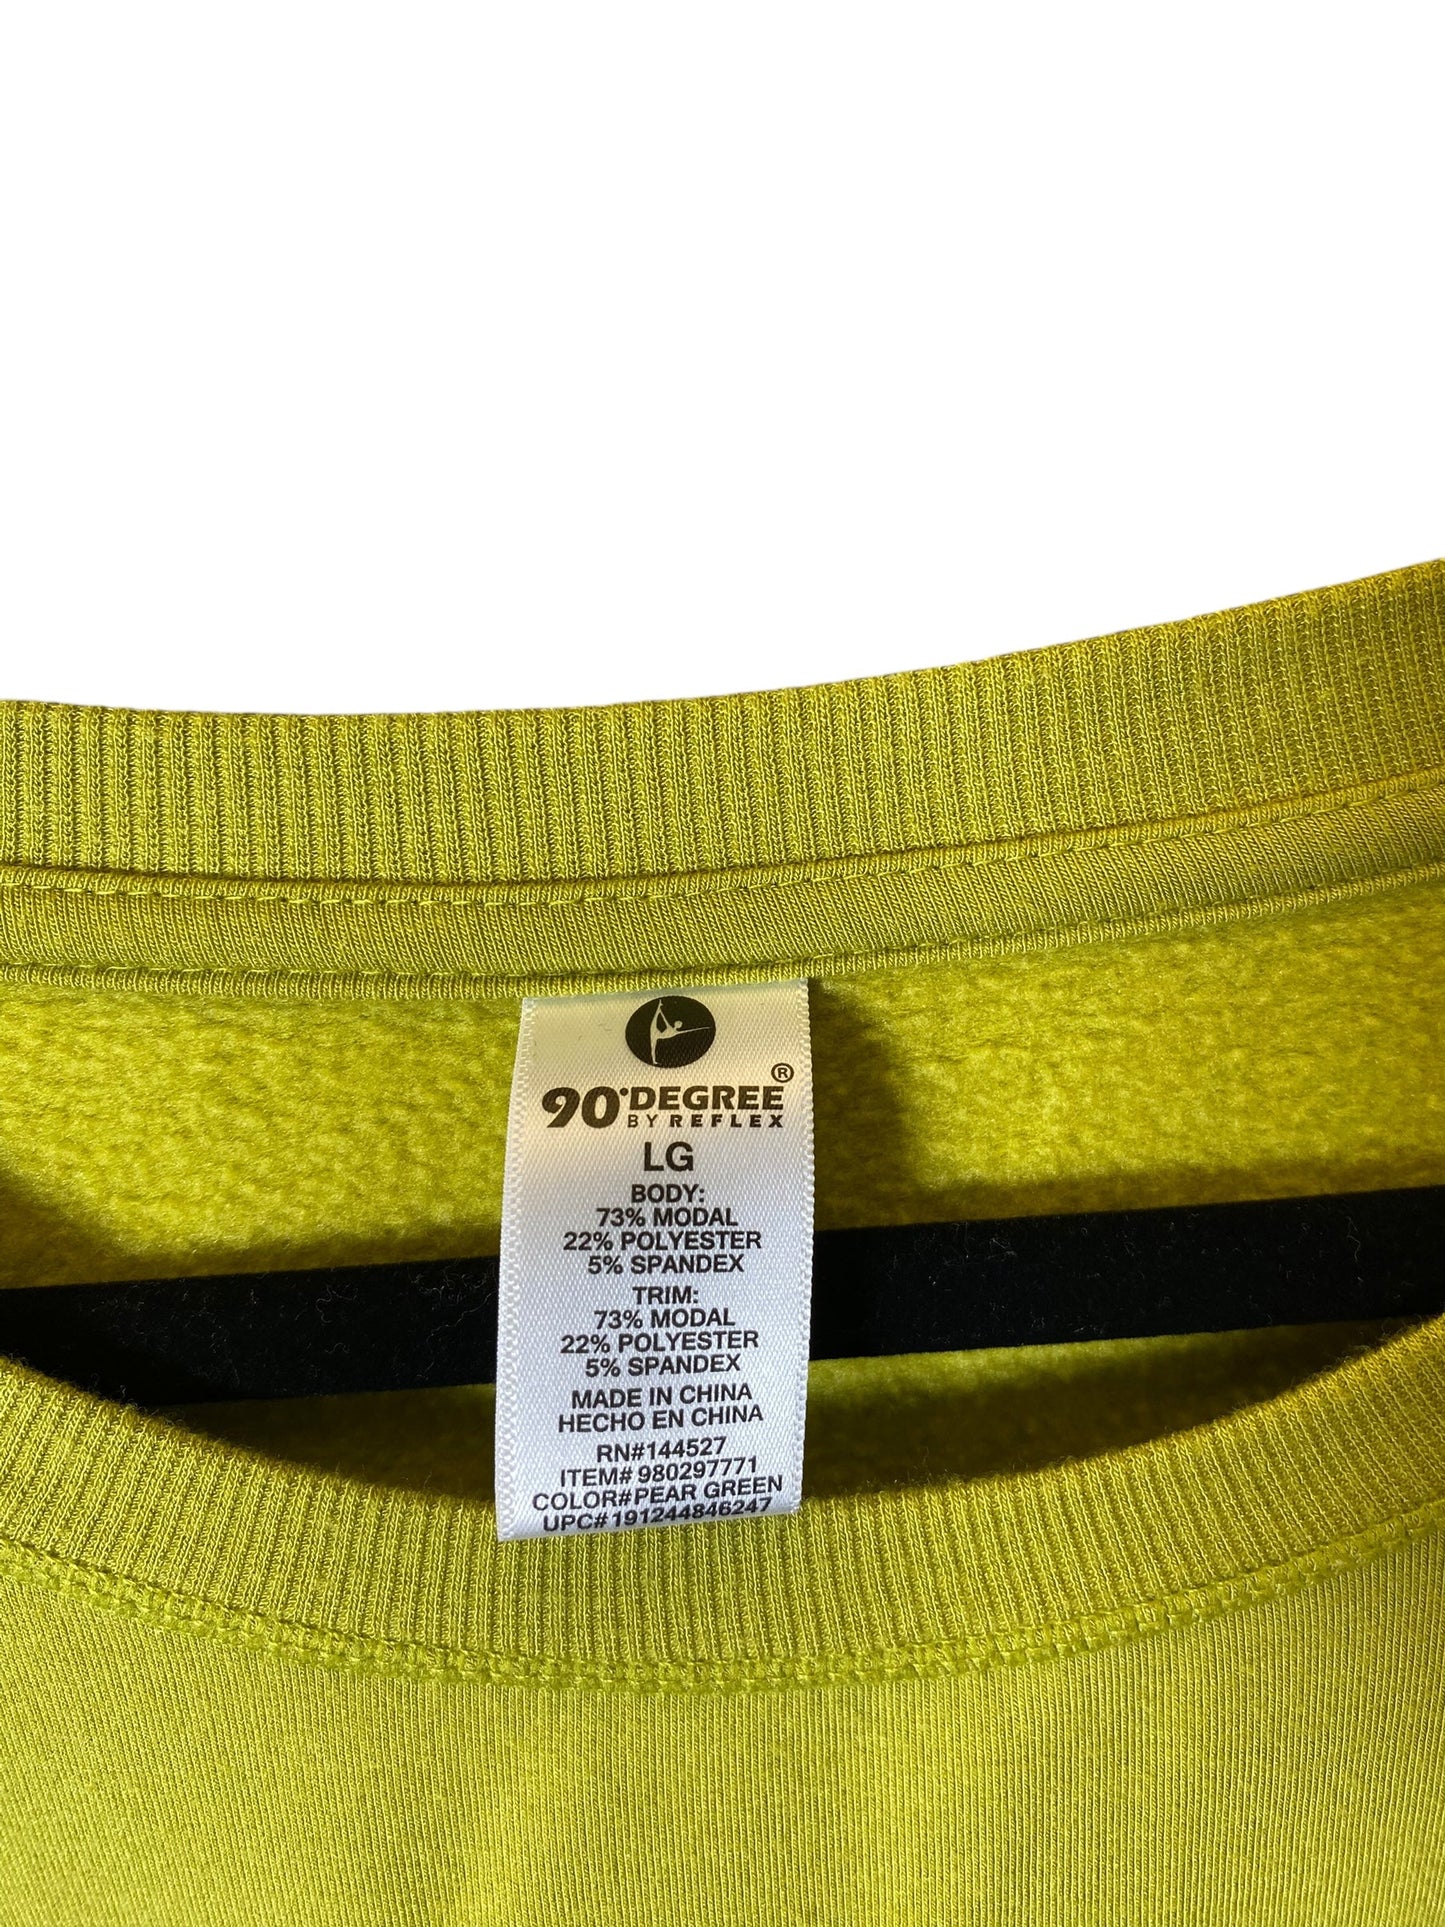 90°DEGREE®
BY REFLEX
LG
BODY:
73% MODAL
22% POLYESTER
5% SPANDEX
TRIM:
73% MODAL
22% POLYESTER
5% SPANDEX
MADE IN CHINA
HECHO EN CHINA
RN#144527
ITEM# 980297771
COLOR#PEAR GREEN
UPC# 191244846247